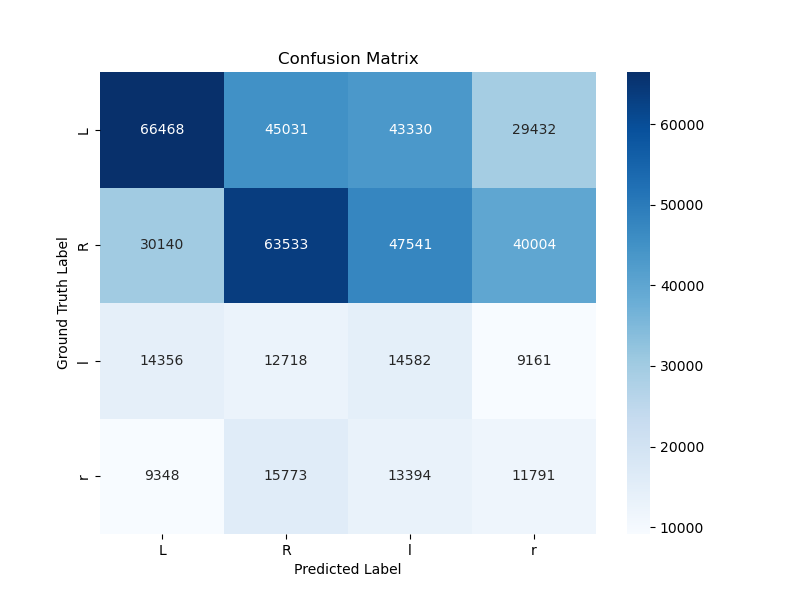 Confusion Matrix
Ground Truth Label
L 66468 45031 43330 29432
R 30140 63533 47541 40004
l 14356 12718 14582 9161
r 9348 15773 13394 11791
L R l r
Predicted Label
60000
50000
40000
30000
20000
10000